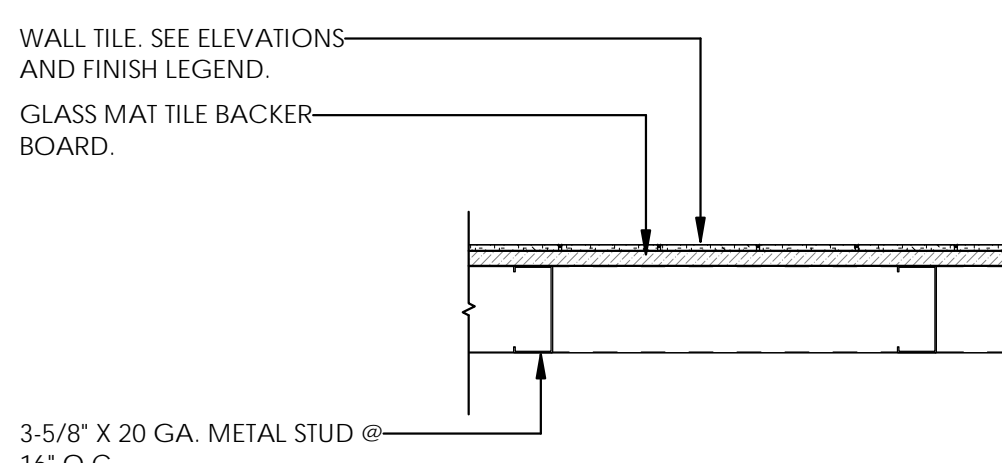 WALL TILE. SEE ELEVATIONS
AND FINISH LEGEND.
GLASS MAT TILE BACKER
BOARD.
3-5/8" X 20 GA. METAL STUD @
16" O.C.